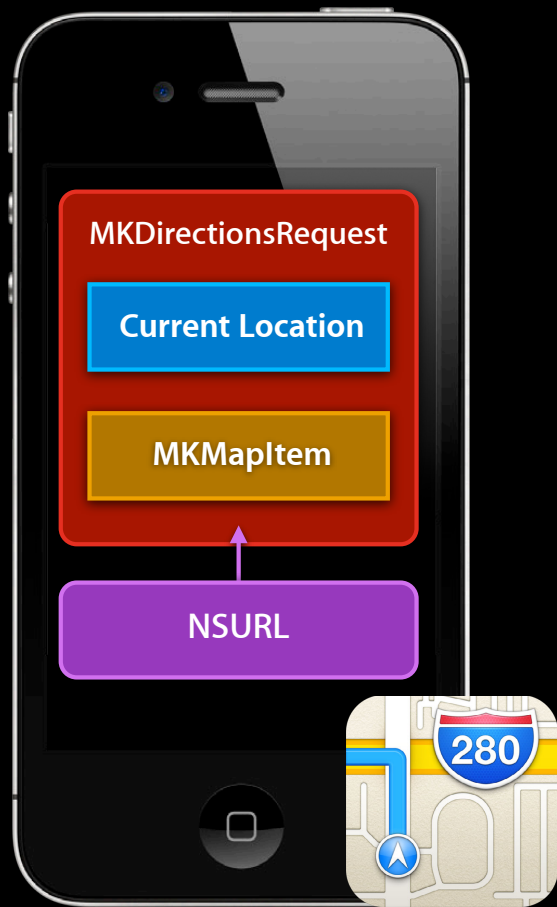 MKDirectionsRequest
Current Location
MKMapItem
NSURL
280